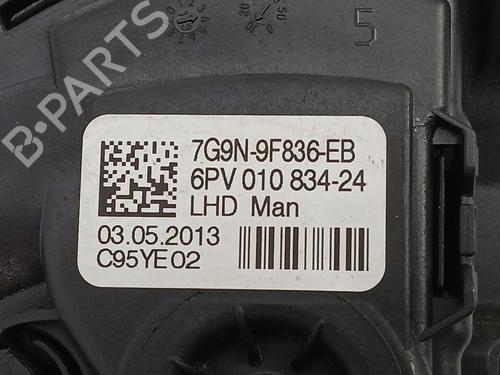 5
7G9N-9F836-EB
6PV 010 834-24
LHD Man
03.05.2013
C95YE02
B-PARTS